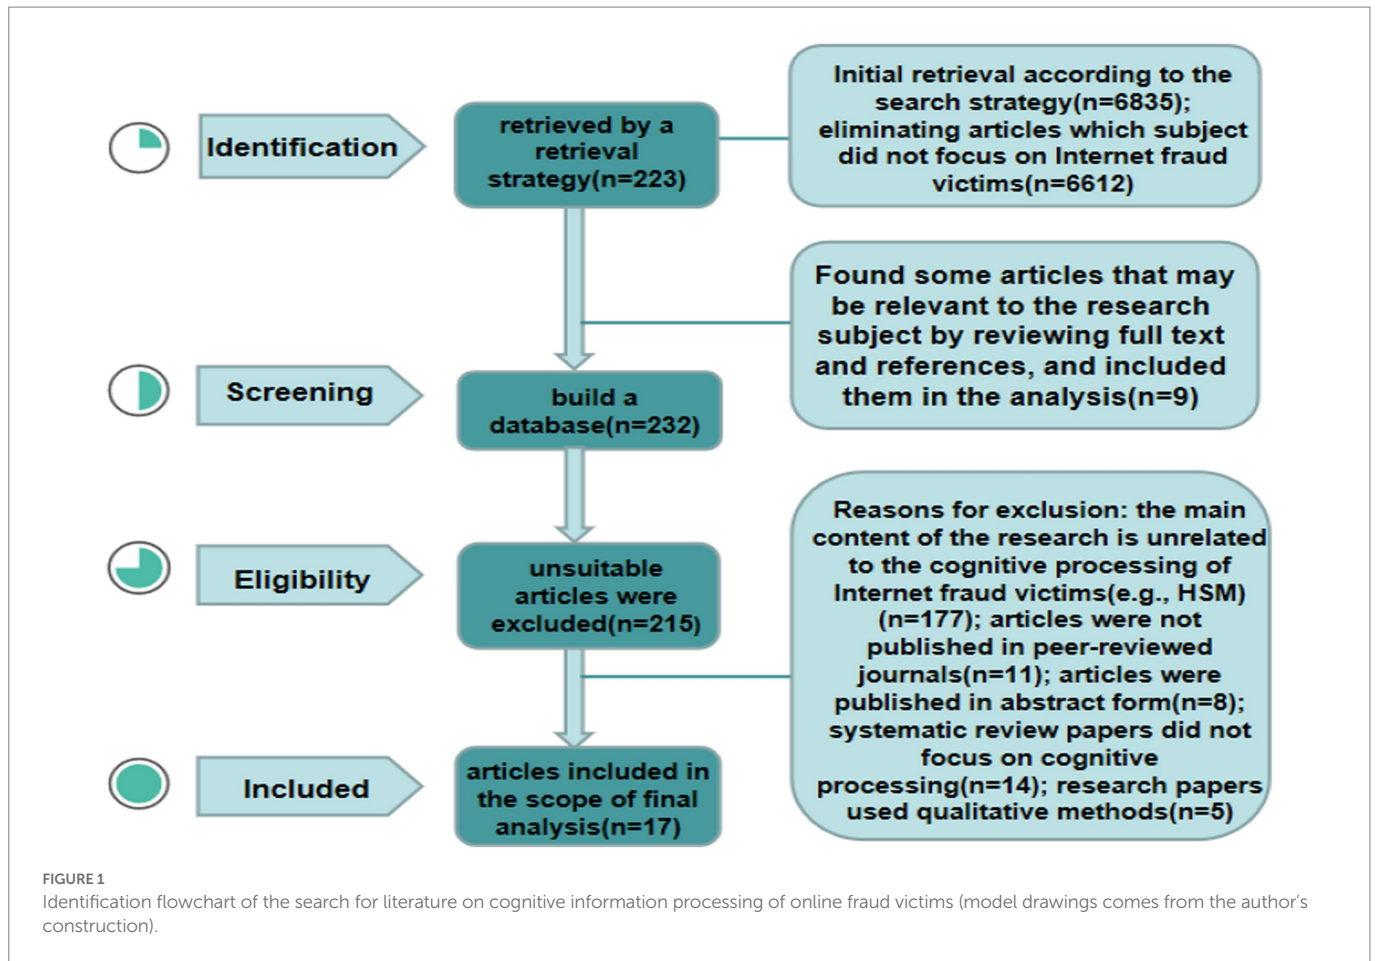 Identification
retrieved by a
retrieval
strategy(n=223)
Initial retrieval according to the
search strategy(n=6835);
eliminating articles which subject
did not focus on Internet fraud
victims(n=6612)
Found some articles that may
be relevant to the research
subject by reviewing full text
and references, and included
them in the analysis(n=9)
Screening
build a
database(n=232)
Eligibility
unsuitable
articles were
excluded(n=215)
Reasons for exclusion: the main
content of the research is unrelated
to the cognitive processing of
Internet fraud victims(e.g., HSM)
(n=177); articles were not
published in peer-reviewed
journals(n=11); articles were
published in abstract form(n=8);
systematic review papers did not
focus on cognitive
processing(n=14); research papers
used qualitative methods(n=5)
Included
articles included in
the scope of final
analysis(n=17)
FIGURE 1
Identification flowchart of the search for literature on cognitive information processing of online fraud victims (model drawings comes from the author’s
construction).